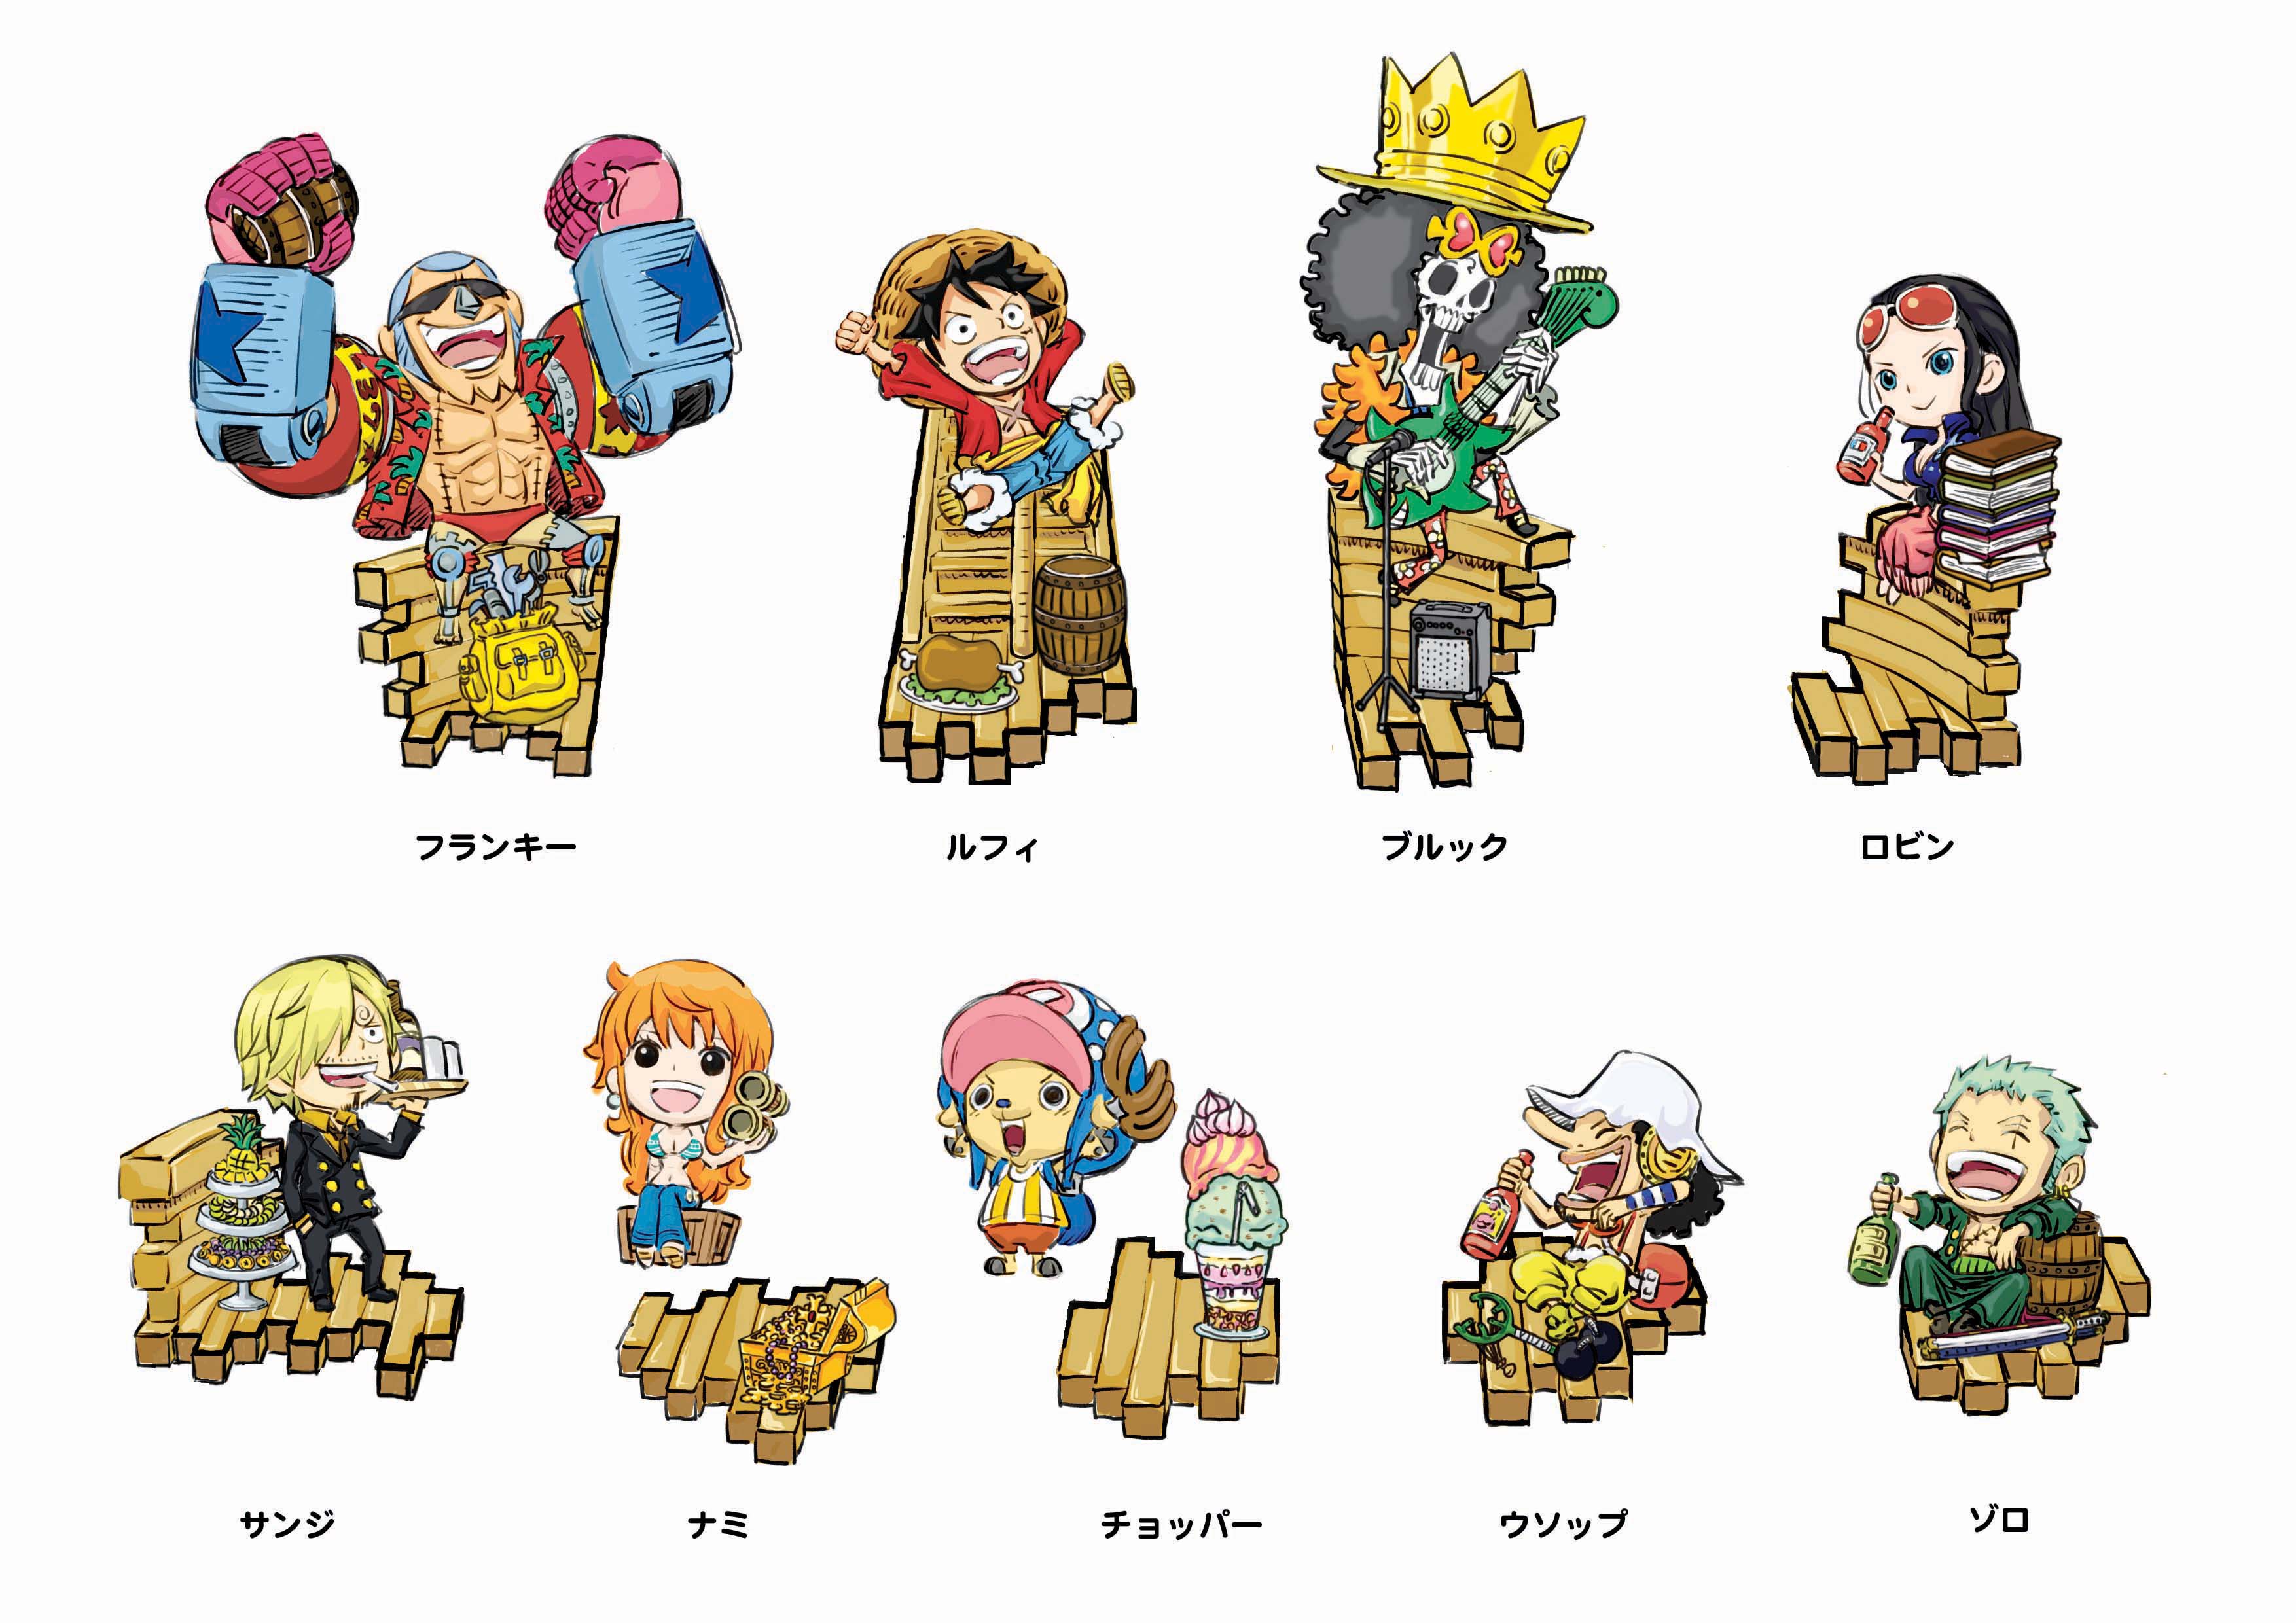 フランキー
ルフィ
ブルック
ロビン
サンジ
ナミ
チョッパー
ウソップ
ゾロ